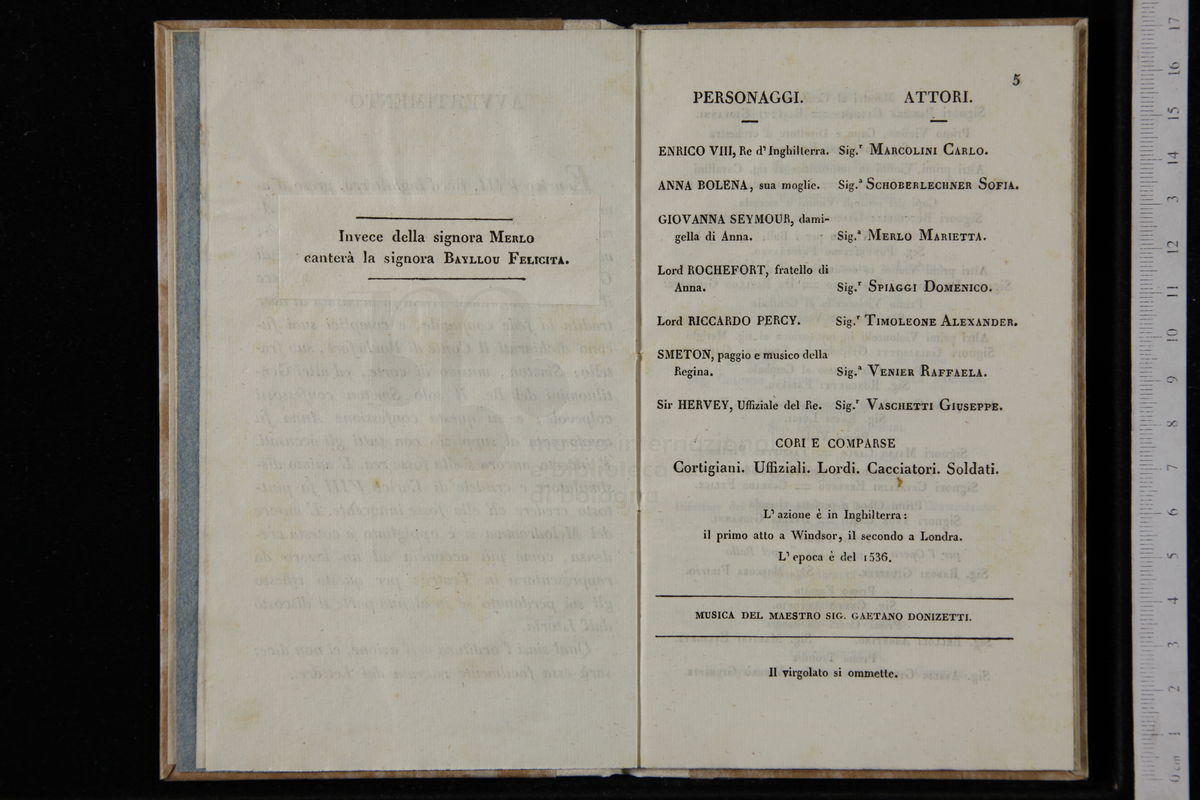 Invece della signora MERLO
canterà la signora BAYLLOU FELICITA.
5
PERSONAGGI. ATTORI.
ENRICO VIII, Re d' Inghilterra. Sig.r MARCOLINI CARLO.
ANNA BOLENA, sua moglie. Sig.a SCHOBERLECHNER SOFIA.
GIOVANNA SEYMOUR, dami-
gella di Anna. Sig.a MERLO MARIETTA.
Lord ROCHEFORT, fratello di
Anna. Sig.r SPIAGGI DOMENICO.
Lord RICCARDO PERCY. Sig.r TIMOLEONE ALEXANDER.
SMETON, paggio e musico della
Regina. Sig.a VENIER RAFFAELA.
Sir HERVEY, Uffiziale del Re. Sig.r VASCHETTI GIUSEPPE.
CORI E COMPARSE
Cortigiani. Uffiziali. Lordi. Cacciatori. Soldati.
L' azione è in Inghilterra:
il primo atto a Windsor, il secondo a Londra.
L' epoca è del 1536.
MUSICA DEL MAESTRO SIG. GAETANO DONIZETTI.
Il virgolato si ommette.